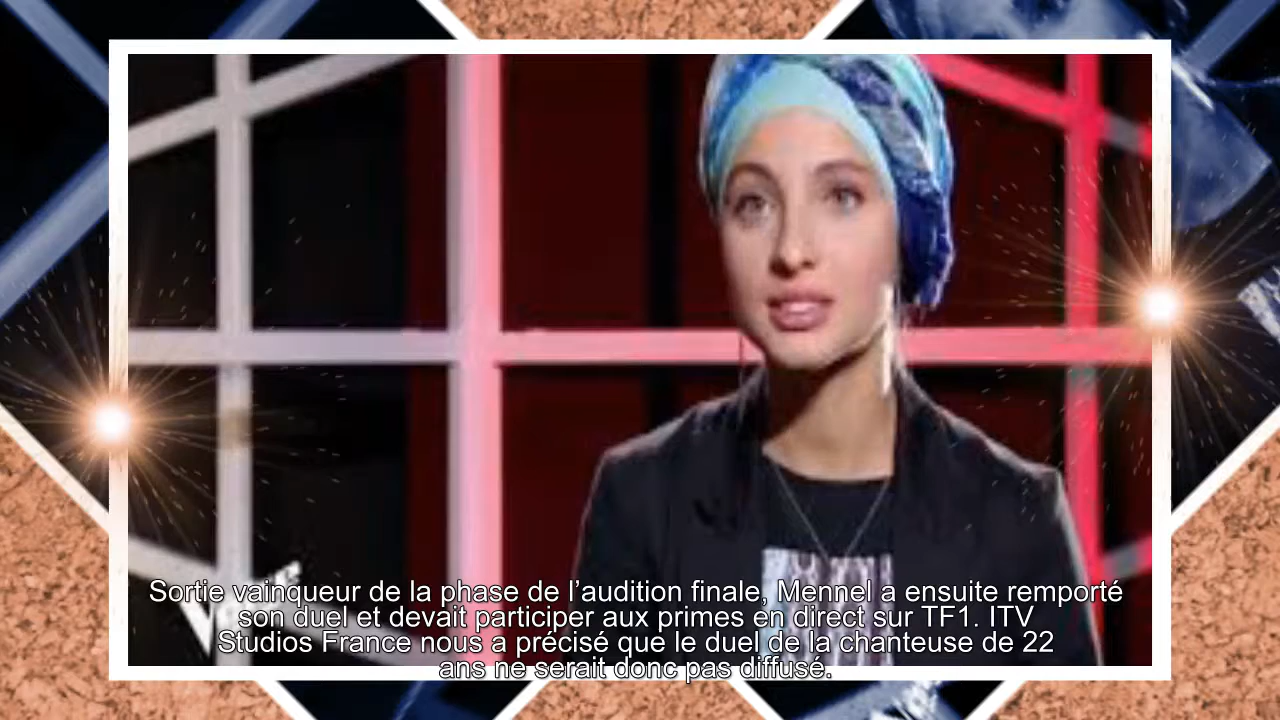 Sortie vainqueur de la phase de l’audition finale, Mennel a ensuite remporté
son duel et devait participer aux primes en direct sur TF1. ITV
Studios France nous a précisé que le duel de la chanteuse de 22
ans ne serait donc pas diffusé.